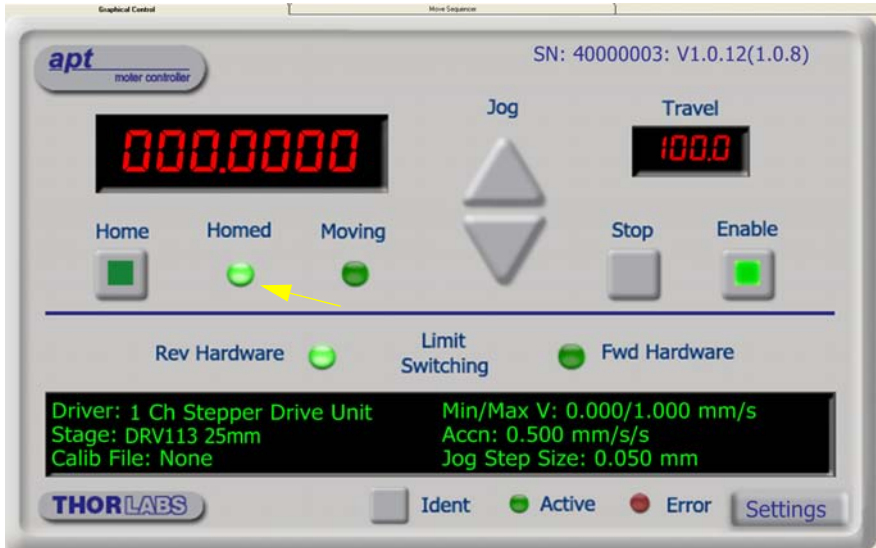 Graphical Control
Move Sequencer
apt
moter controller
SN: 40000003: V1.0.12(1.0.8)
Jog
Travel
000.0000
100.0
Home
Homed
Moving
Stop
Enable
Rev Hardware
Limit
Switching
Fwd Hardware
Driver: 1 Ch Stepper Drive Unit
Min/Max V: 0.000/1.000 mm/s
Stage: DRV113 25mm
Accn: 0.500 mm/s/s
Calib File: None
Jog Step Size: 0.050 mm
THORLABS
Ident
Active
Error
Settings